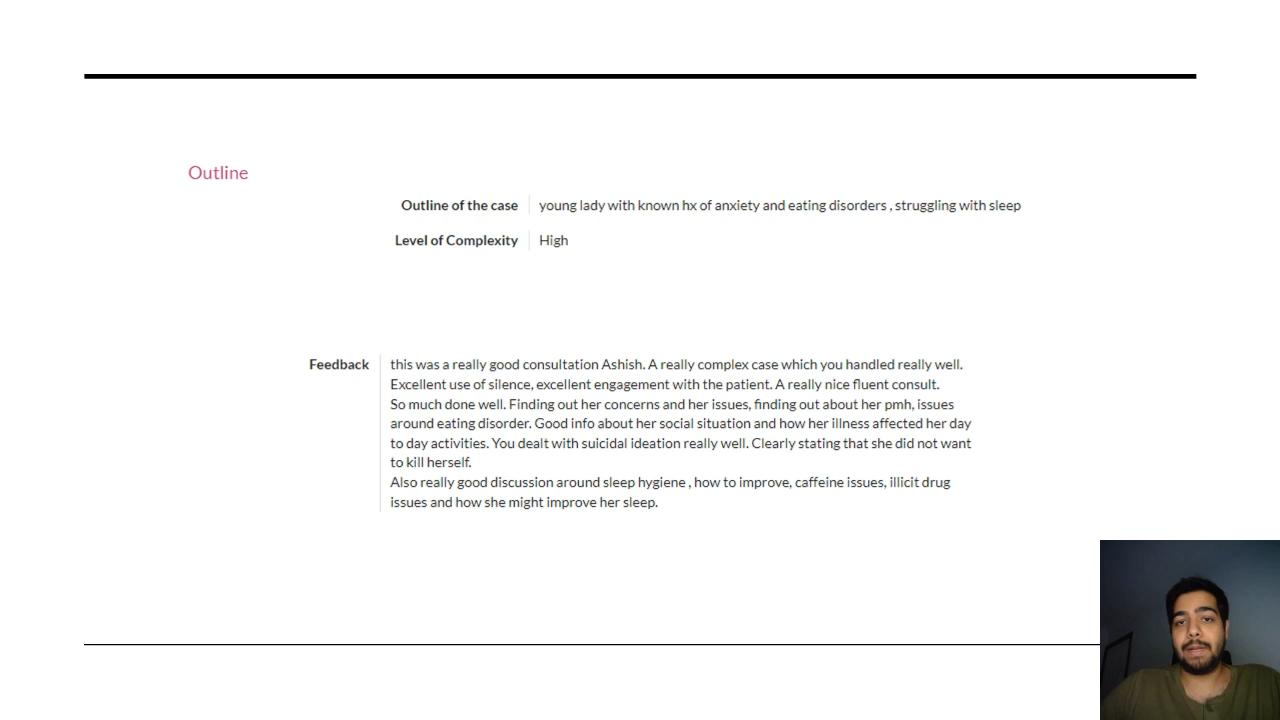 Outline
Outline of the case young lady with known hx of anxiety and eating disorders , struggling with sleep
Level of Complexity High
Feedback this was a really good consultation Ashish. A really complex case which you handled really well.
Excellent use of silence, excellent engagement with the patient. A really nice fluent consult.
So much done well. Finding out her concerns and her issues, finding out about her pmh, issues
around eating disorder. Good info about her social situation and how her illness affected her day
to day activities. You dealt with suicidal ideation really well. Clearly stating that she did not want
to kill herself.
Also really good discussion around sleep hygiene , how to improve, caffeine issues, illicit drug
issues and how she might improve her sleep.